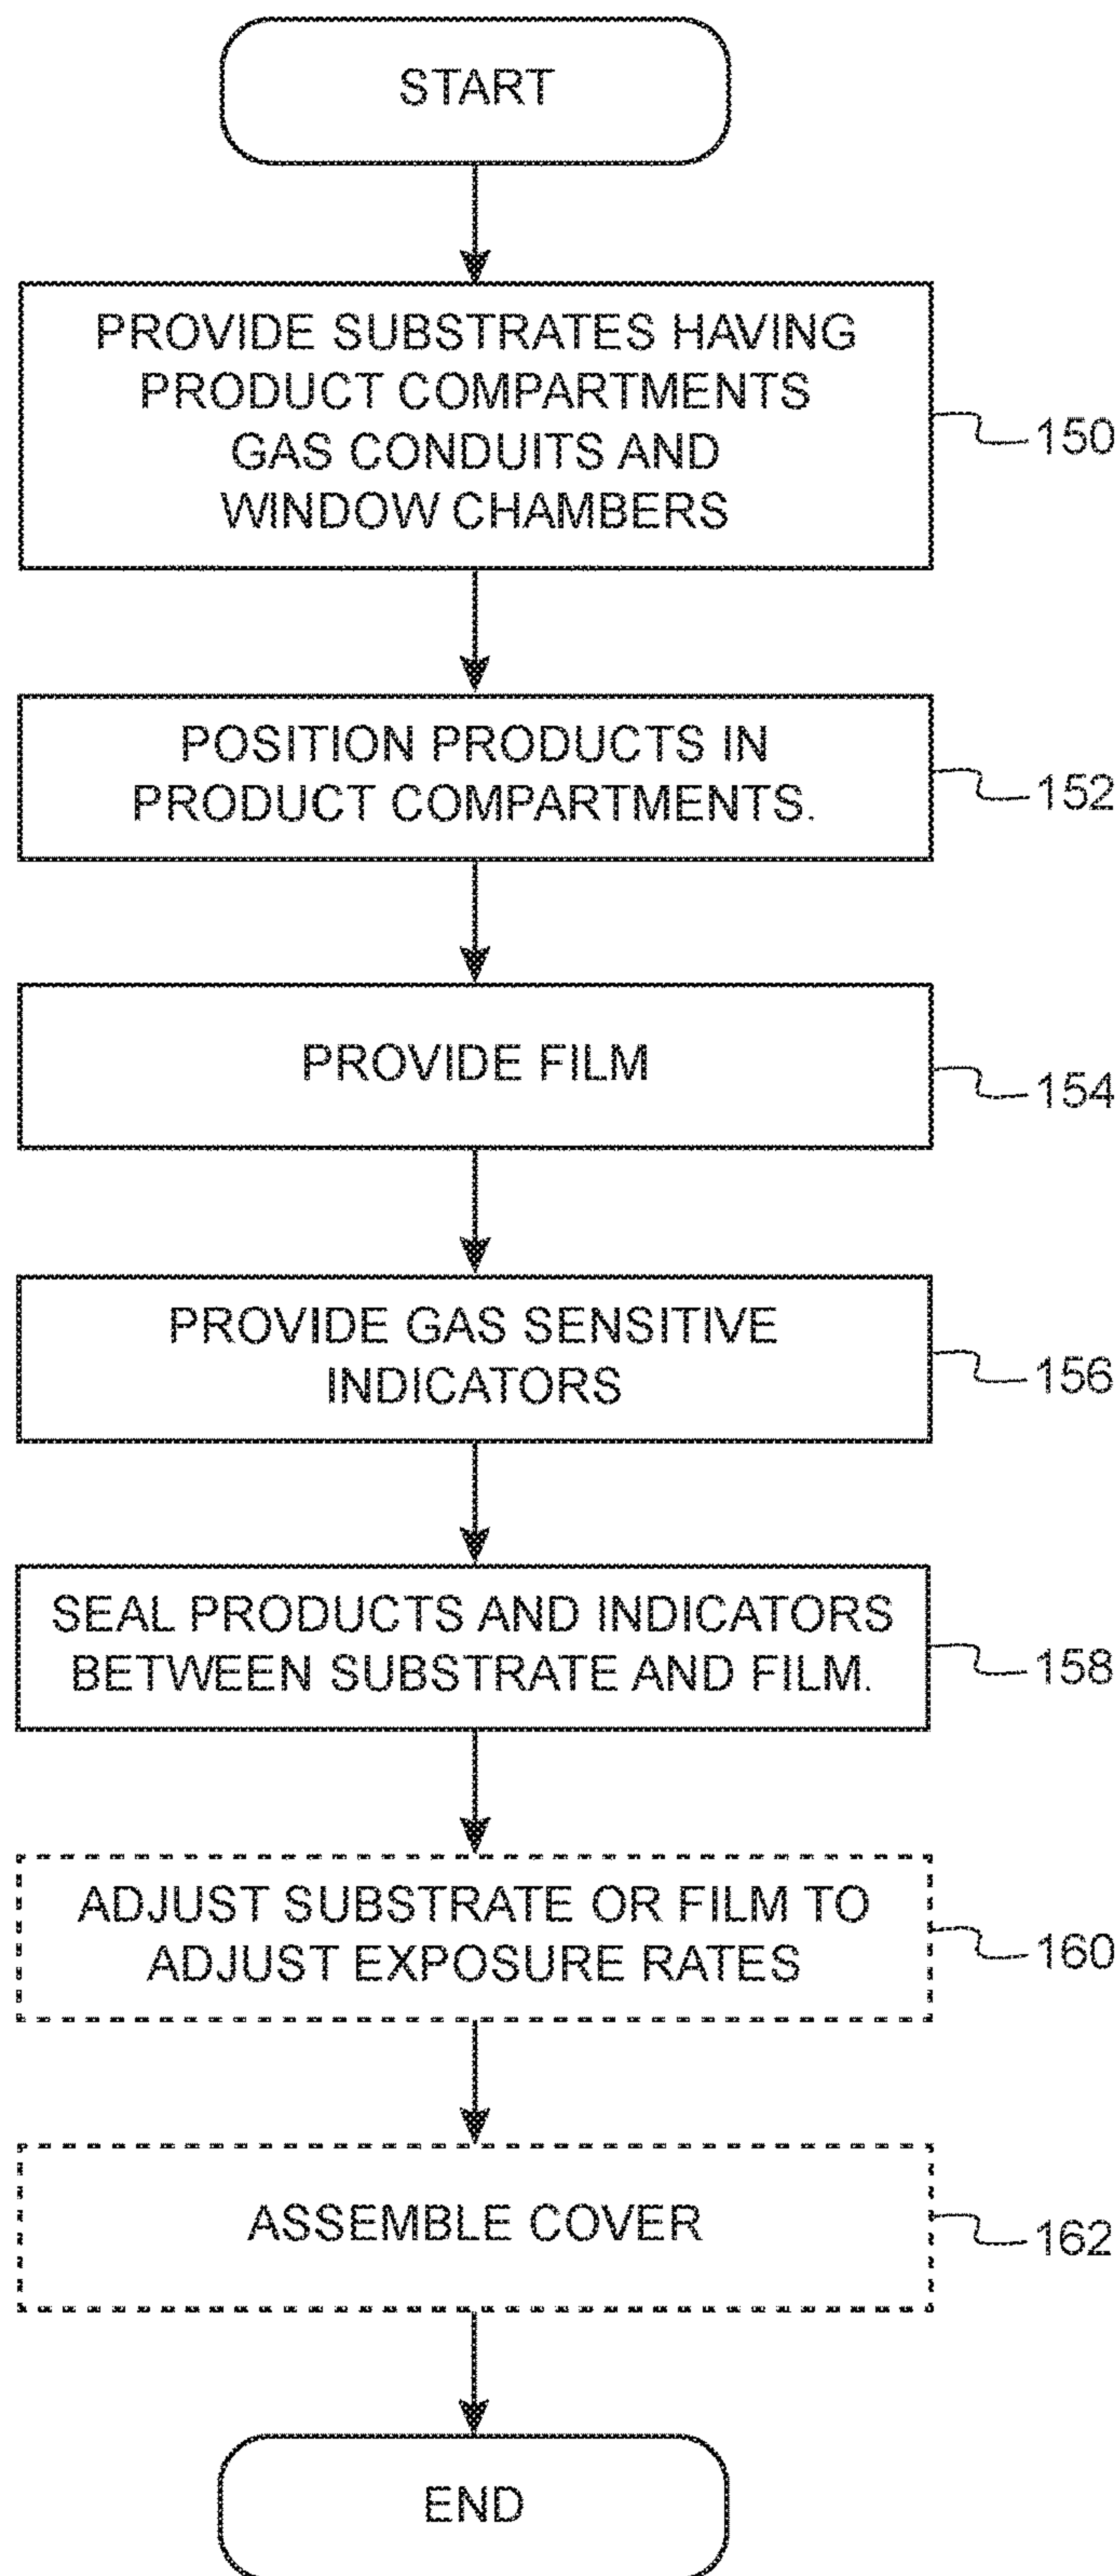 START
PROVIDE SUBSTRATES HAVING
PRODUCT COMPARTMENTS
GAS CONDUITS AND
WINDOW CHAMBERS
150
POSITION PRODUCTS IN
PRODUCT COMPARTMENTS.
152
PROVIDE FILM
154
PROVIDE GAS SENSITIVE
INDICATORS
156
SEAL PRODUCTS AND INDICATORS
BETWEEN SUBSTRATE AND FILM.
158
ADJUST SUBSTRATE OR FILM TO
ADJUST EXPOSURE RATES
160
ASSEMBLE COVER
162
END